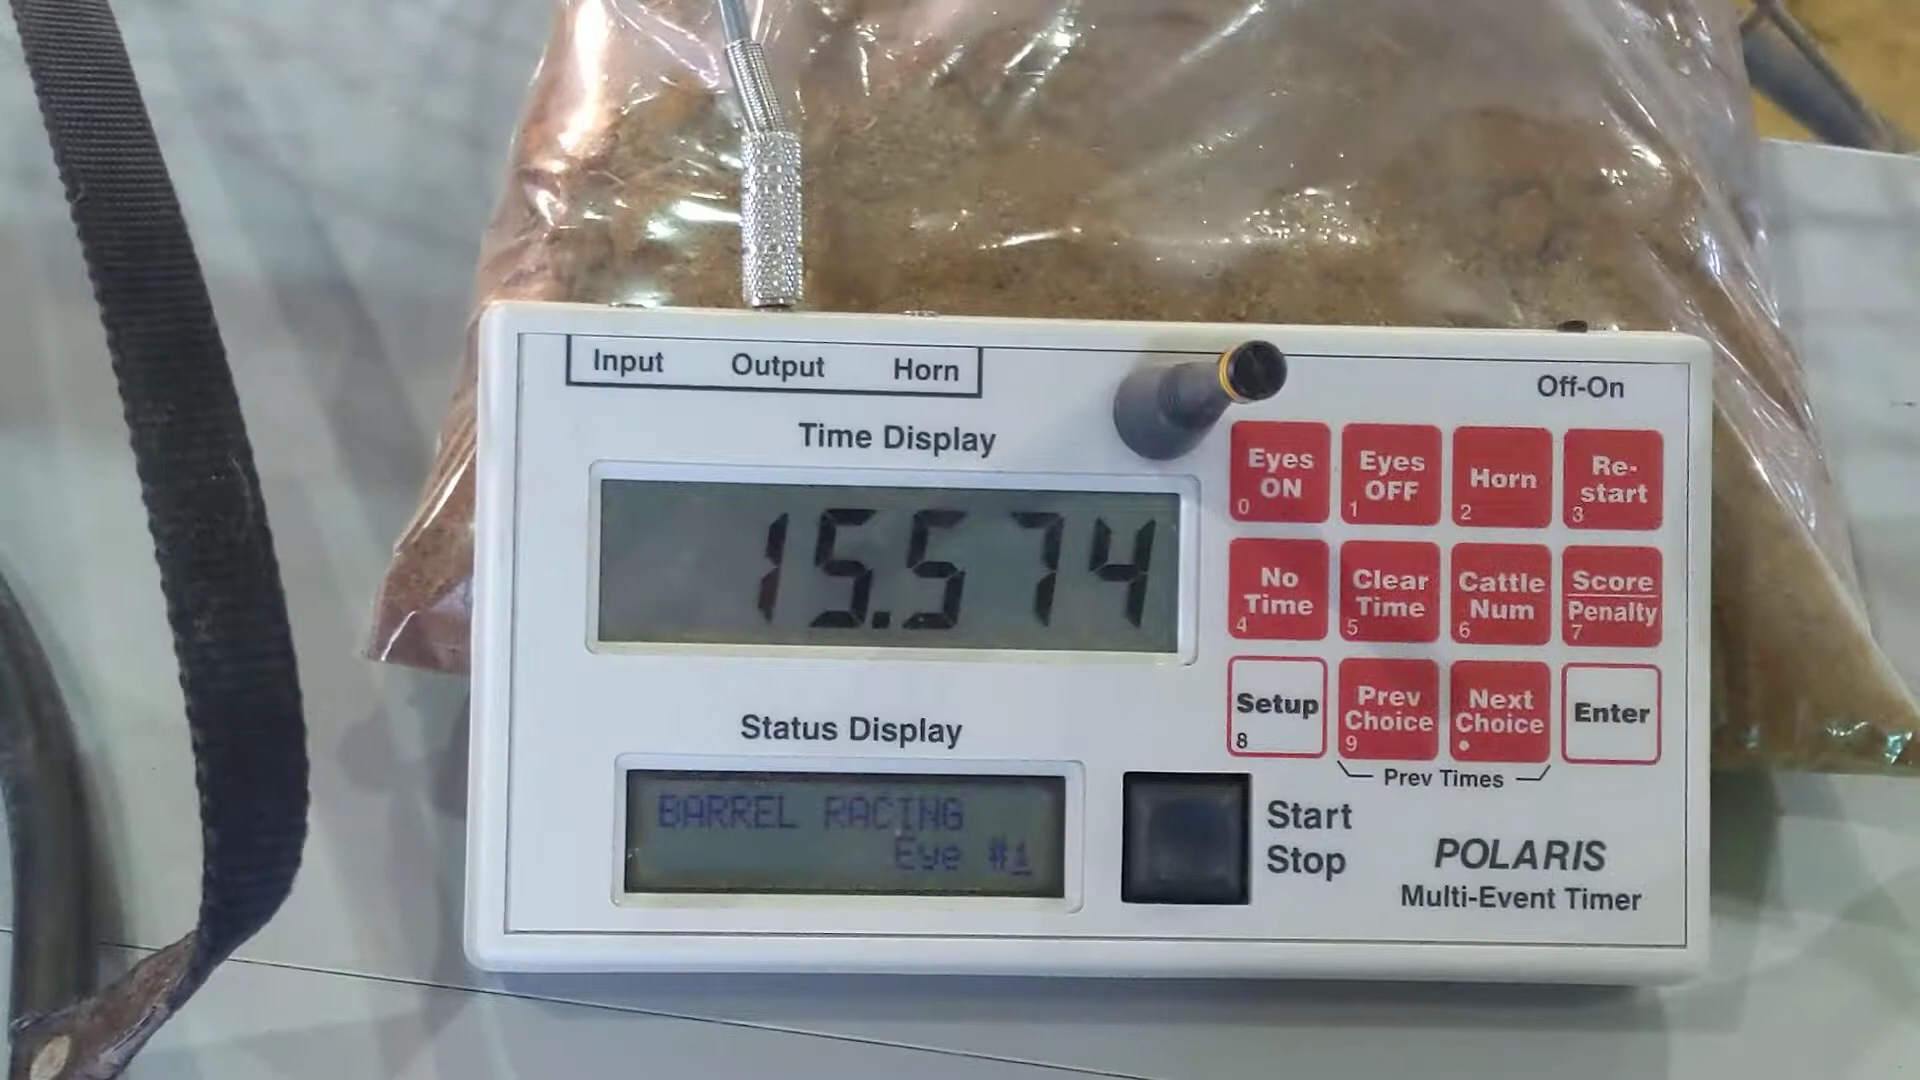 Input Output Horn
Off-On
Time Display
15.574
Eyes
ON
0
Eyes
OFF
1
Horn
2
Re-
start
3
No
Time
4
Clear
Time
5
Cattle
Num
6
Score
Penalty
7
Setup
8
Prev
Choice
9
Next
Choice
•
Enter
Prev Times
Status Display
BARREL RACING
Eye #1
Start
Stop
POLARIS
Multi-Event Timer